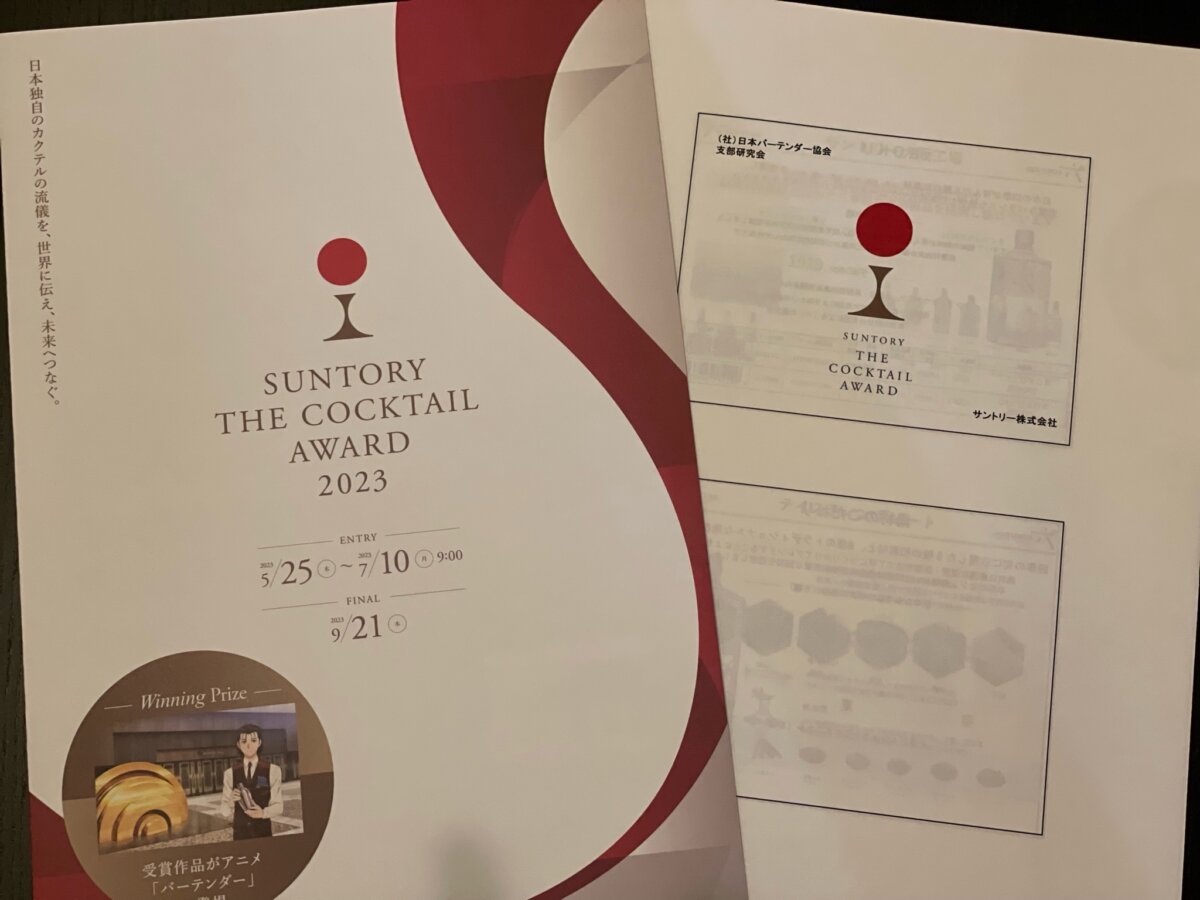 日本独自のカクテルの流儀を、世界に伝え、未来へつなぐ。
SUNTORY
THE COCKTAIL
AWARD
2023
ENTRY
2023 5/25 木 ~ 2023 7/10 月 9:00
FINAL
2023 9/21 木
Winning Prize
受賞作品がアニメ
「バーテンダー」
(社)日本バーテンダー協会
支部研究会
SUNTORY
THE
COCKTAIL
AWARD
サントリー株式会社